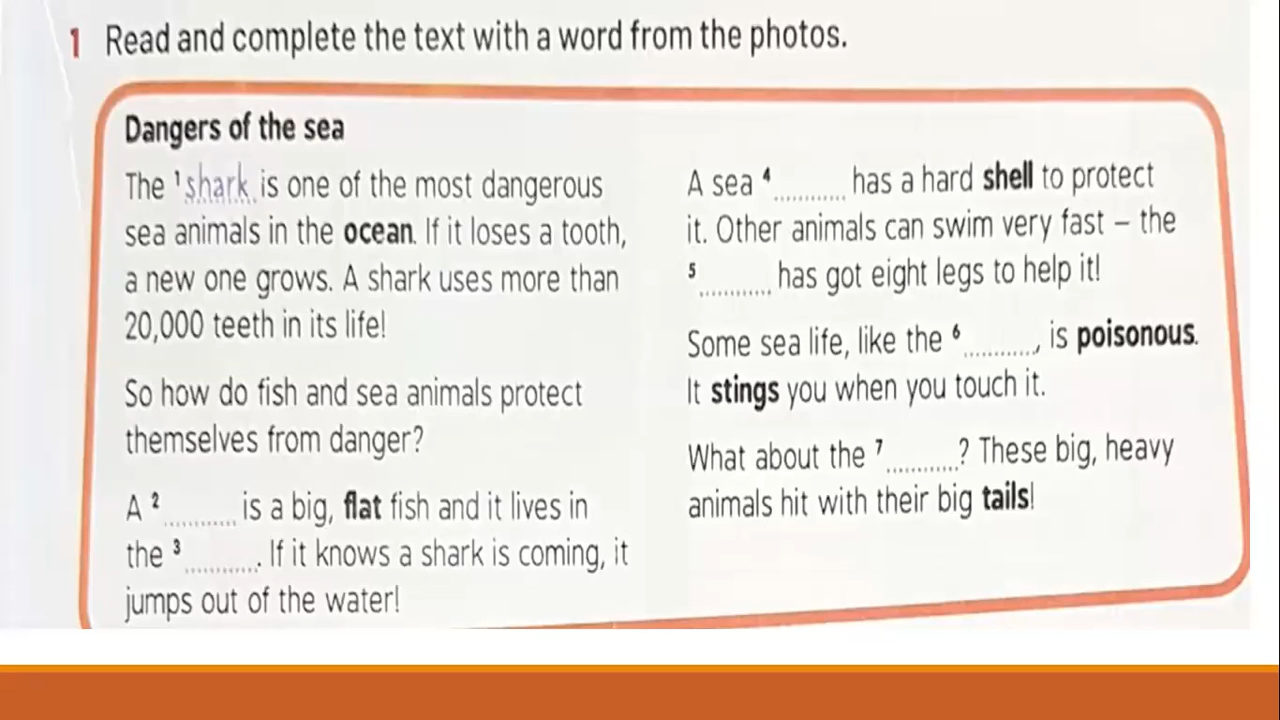 1 Read and complete the text with a word from the photos.
Dangers of the sea
The 1 shark is one of the most dangerous
sea animals in the ocean. If it loses a tooth,
a new one grows. A shark uses more than
20,000 teeth in its life!
So how do fish and sea animals protect
themselves from danger?
A 2 ............ is a big, flat fish and it lives in
the 3 ............. If it knows a shark is coming, it
jumps out of the water!
A sea 4 ............ has a hard shell to protect
it. Other animals can swim very fast – the
5 ............ has got eight legs to help it!
Some sea life, like the 6 ............, is poisonous.
It stings you when you touch it.
What about the 7 ............? These big, heavy
animals hit with their big tails!